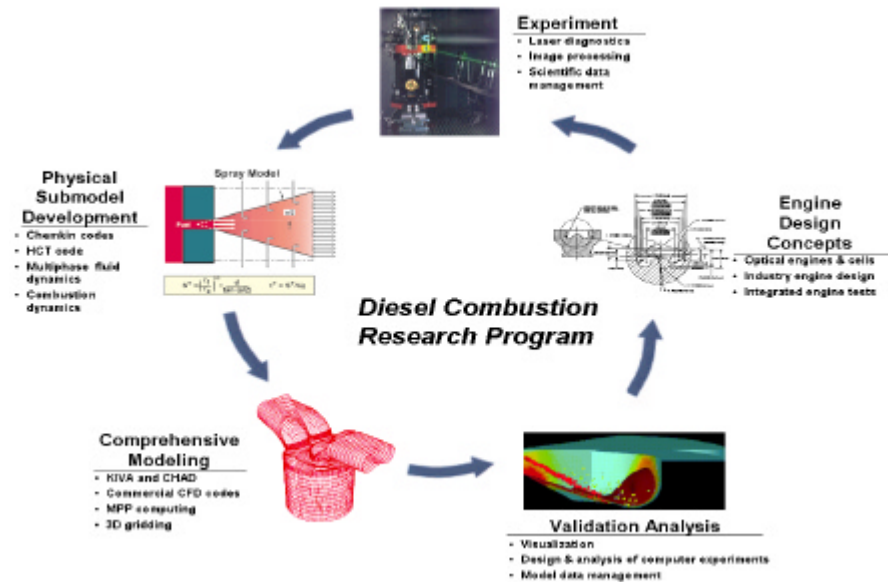 Experiment
• Laser diagnostics
• Image processing
• Scientific data
management
Physical
Submodel
Development
• Chemkin codes
• HCT code
• Multiphase fluid
dynamics
• Combustion
dynamics
Spray Model
Fuel
Engine
Design
Concepts
• Optical engines & cells
• Industry engine design
• Integrated engine tests
Diesel Combustion
Research Program
Comprehensive
Modeling
• KIVA and CHAD
• Commercial CFD codes
• MPP computing
• 3D gridding
Validation Analysis
• Visualization
• Design & analysis of computer experiments
• Model data management